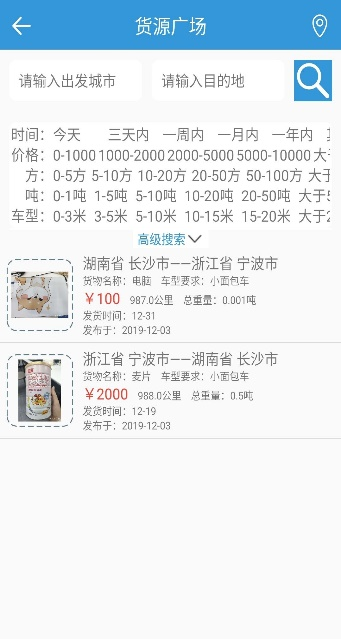 货源广场
请输入出发城市 请输入目的地
时间: 今天 三天内 一周内 一月内 一年内
价格: 0-1000 1000-2000 2000-5000 5000-10000 大于
方: 0-5方 5-10方 10-20方 20-50方 50-100方 大于
吨: 0-1吨 1-5吨 5-10吨 10-20吨 20-50吨 大于5
车型: 0-3米 3-5米 5-10米 10-15米 15-20米 大于2
高级搜索
湖南省 长沙市——浙江省 宁波市
货物名称: 电脑 车型要求: 小面包车
¥100 987.0公里 总重量: 0.001吨
发货时间: 12-31
发布于: 2019-12-03
浙江省 宁波市——湖南省 长沙市
货物名称: 麦片 车型要求: 小面包车
¥2000 988.0公里 总重量: 0.5吨
发货时间: 12-19
发布于: 2019-12-03